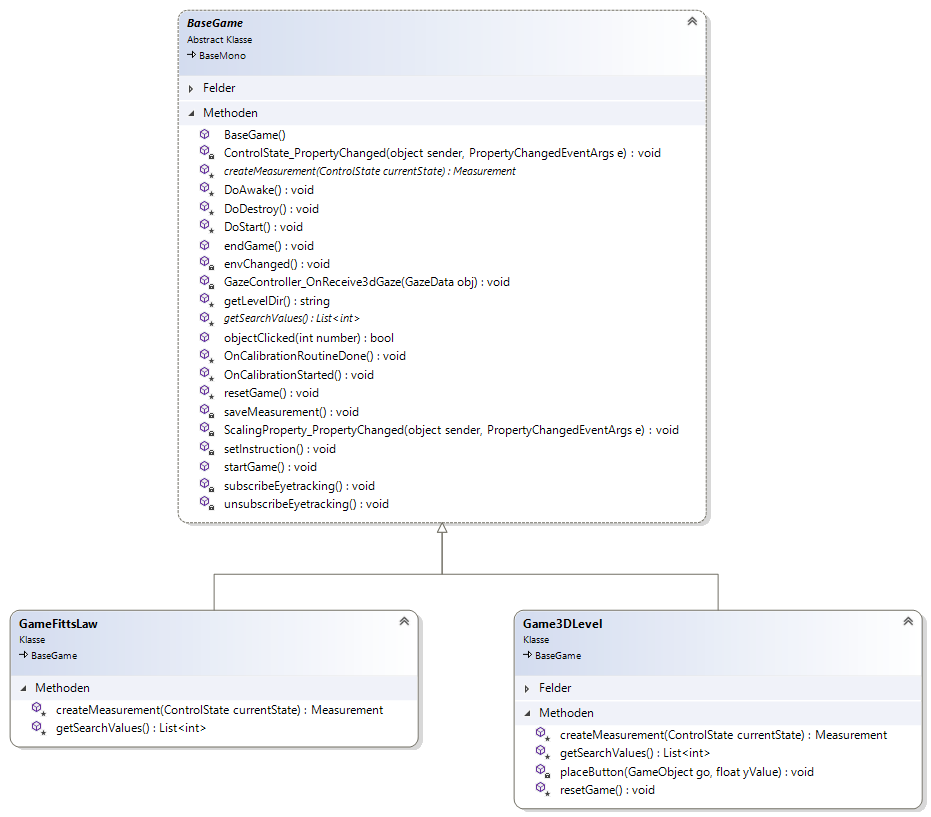 BaseGame
Abstract Klasse
BaseMono
Felder
Methoden
BaseGame()
ControlState_PropertyChanged(object sender, PropertyChangedEventArgs e) : void
createMeasurement(ControlState currentState) : Measurement
DoAwake() : void
DoDestroy() : void
DoStart() : void
endGame() : void
envChanged() : void
GazeController_OnReceive3dGaze(GazeData obj) : void
getLevelDir() : string
getSearchValues() : List<int>
objectClicked(int number) : bool
OnCalibrationRoutineDone() : void
OnCalibrationStarted() : void
resetGame() : void
saveMeasurement() : void
ScalingProperty_PropertyChanged(object sender, PropertyChangedEventArgs e) : void
setInstruction() : void
startGame() : void
subscribeEyetracking() : void
unsubscribeEyetracking() : void
GameFittsLaw
Klasse
BaseGame
Methoden
createMeasurement(ControlState currentState) : Measurement
getSearchValues() : List<int>
Game3DLevel
Klasse
BaseGame
Felder
Methoden
createMeasurement(ControlState currentState) : Measurement
getSearchValues() : List<int>
placeButton(GameObject go, float yValue) : void
resetGame() : void